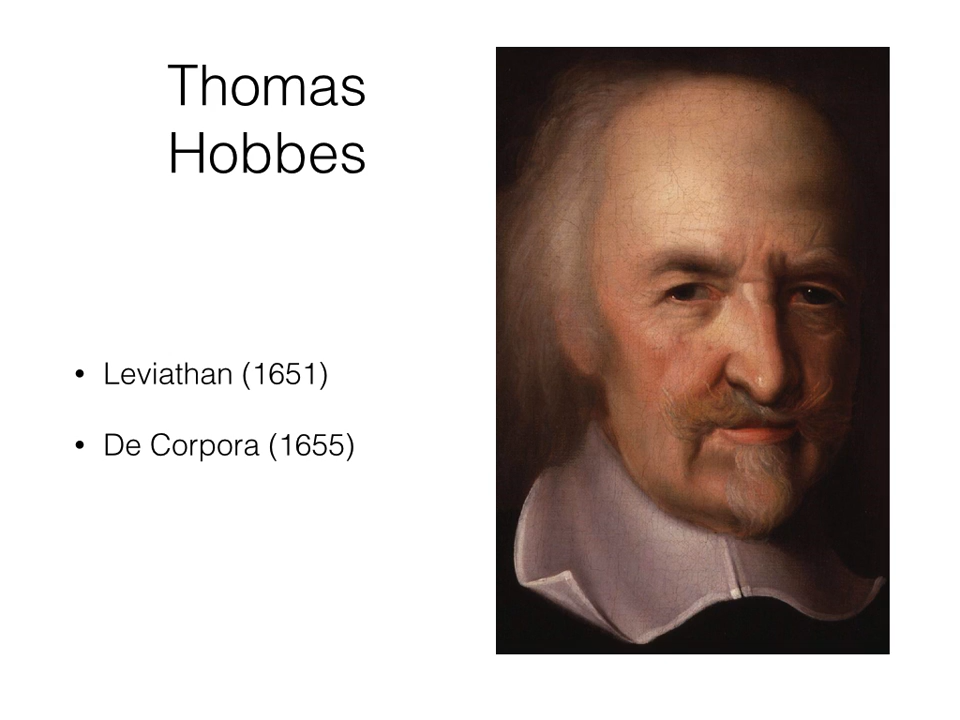 Thomas
Hobbes
• Leviathan (1651)
• De Corpora (1655)